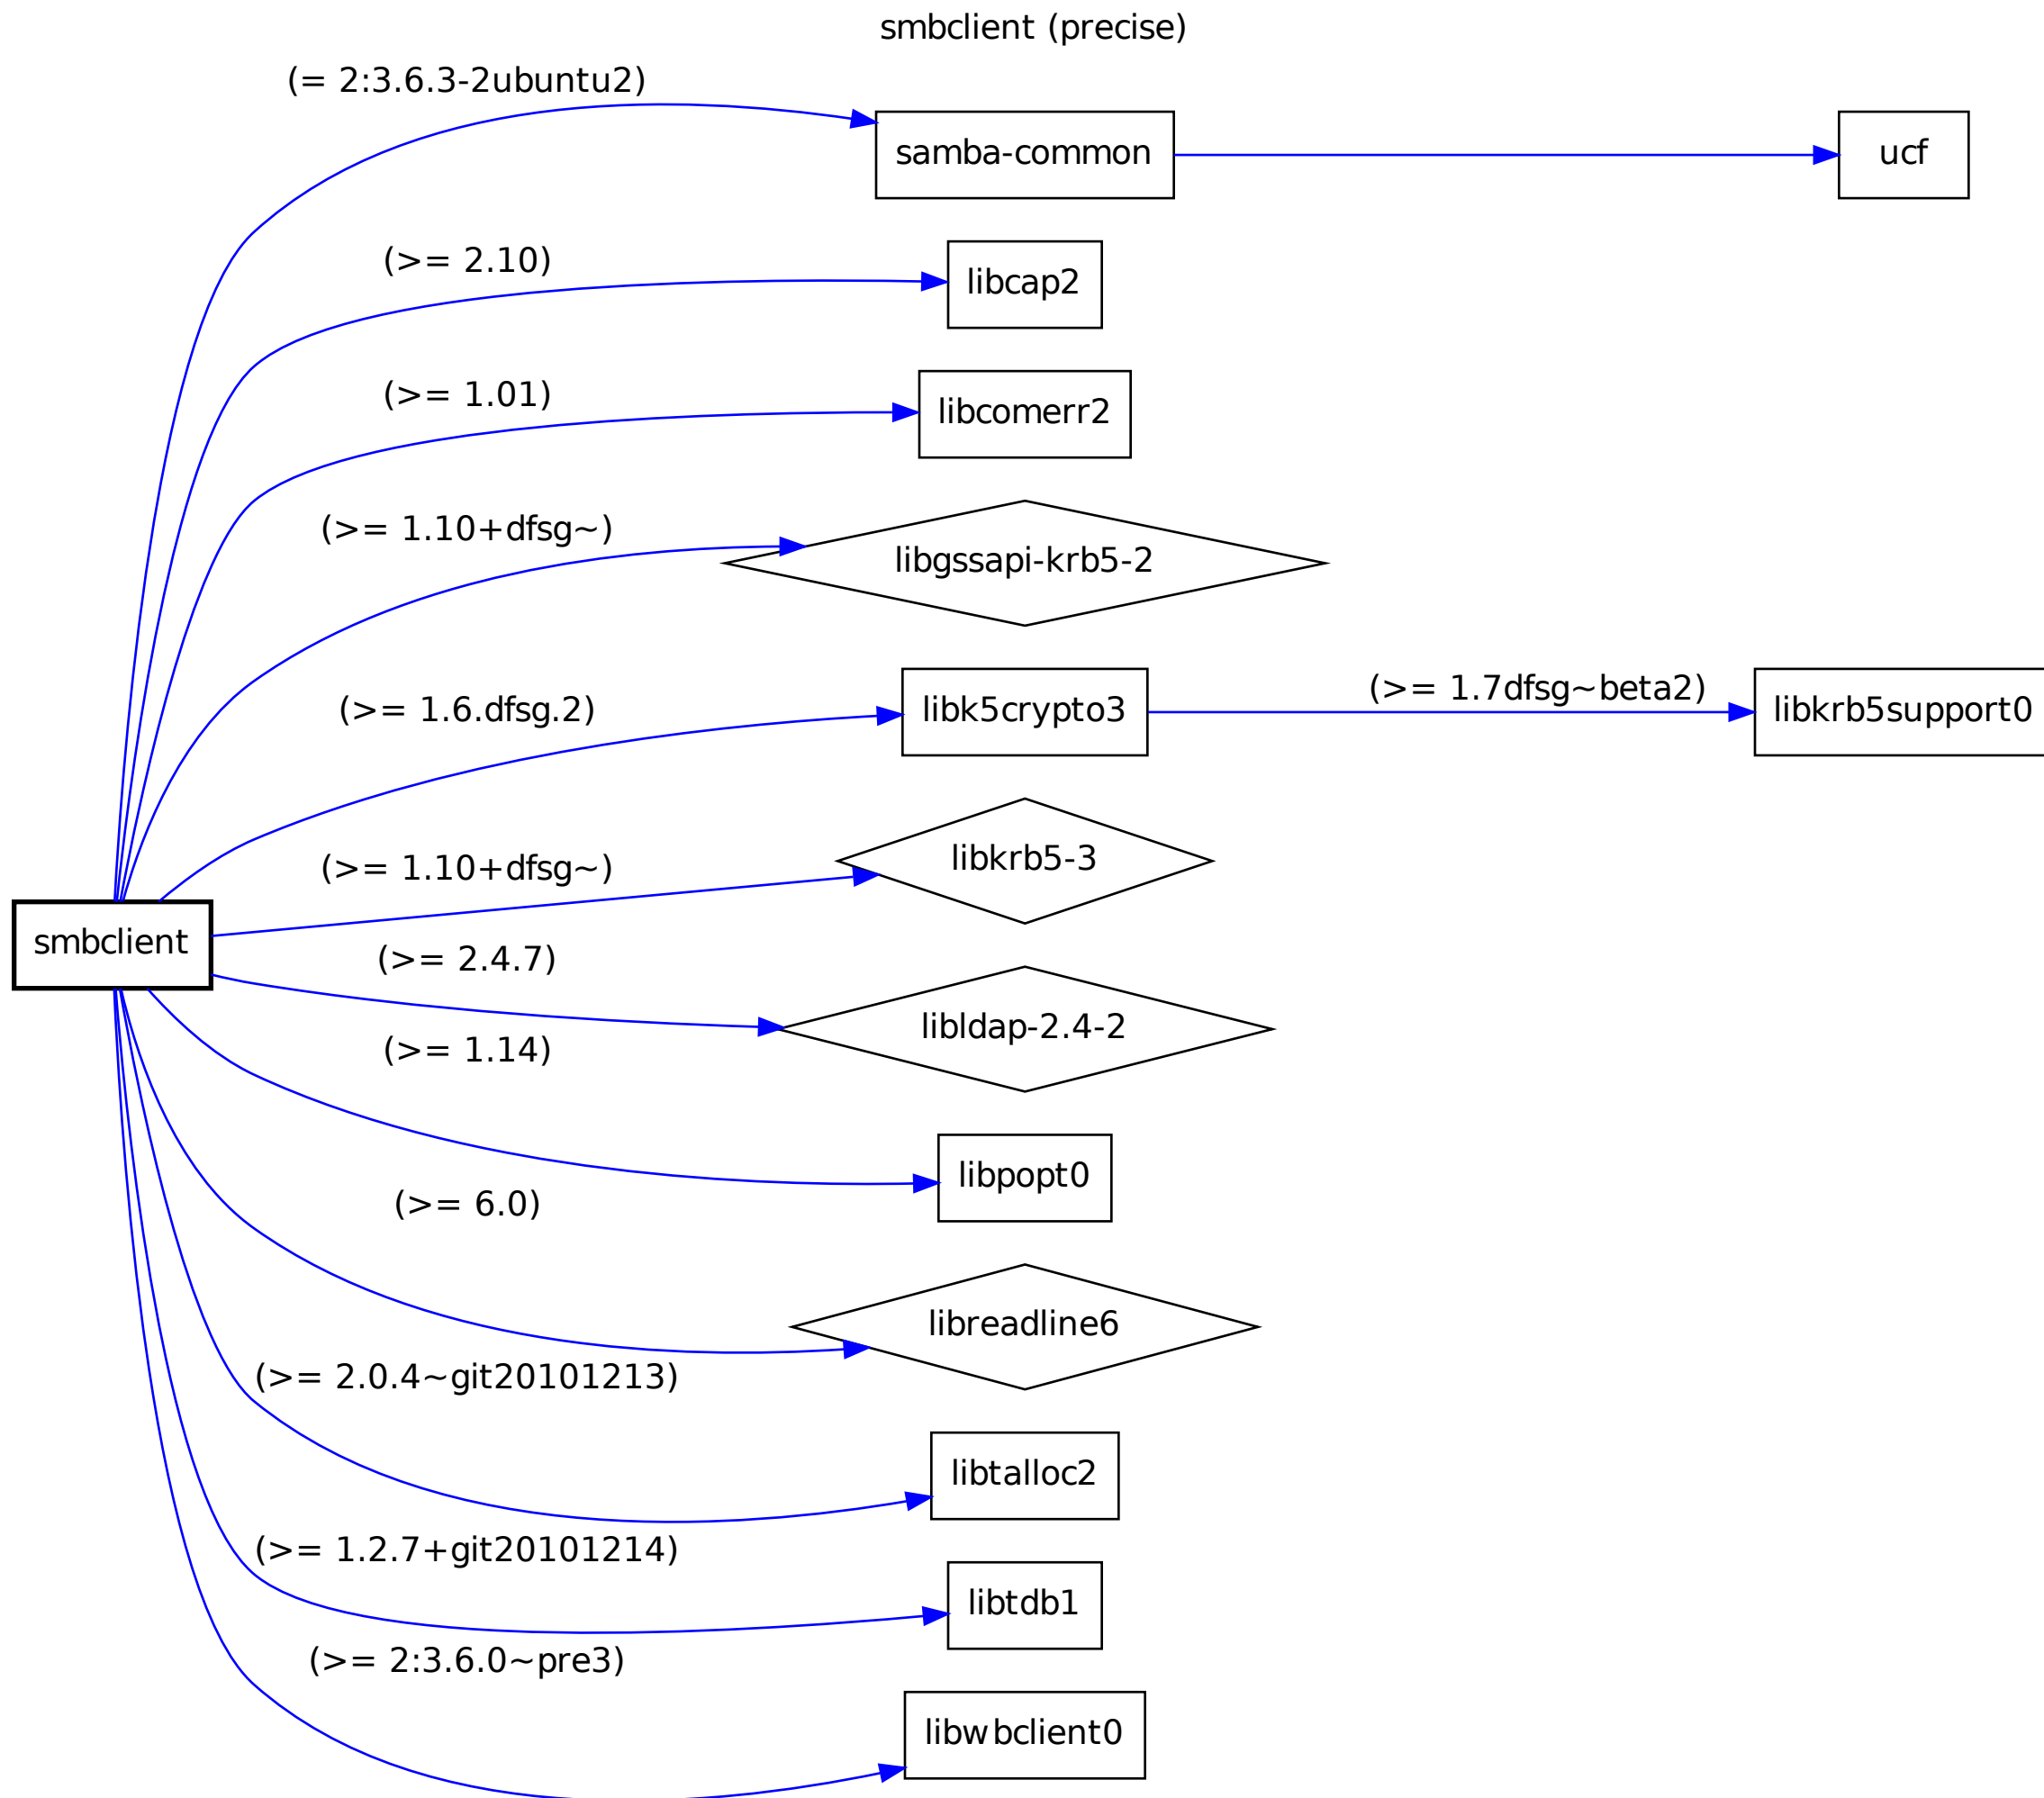 smbclient (precise)
(= 2:3.6.3-2ubuntu2)
samba-common
ucf
(>= 2.10)
libcap2
(>= 1.01)
libcomerr2
(>= 1.10+dfsg~)
libgssapi-krb5-2
(>= 1.6.dfsg.2)
libk5crypto3
(>= 1.7dfsg~beta2)
libkrb5support0
(>= 1.10+dfsg~)
libkrb5-3
smbclient
(>= 2.4.7)
libldap-2.4-2
(>= 1.14)
libpopt0
(>= 6.0)
libreadline6
(>= 2.0.4~git20101213)
libtalloc2
(>= 1.2.7+git20101214)
libtdb1
(>= 2:3.6.0~pre3)
libwbclient0